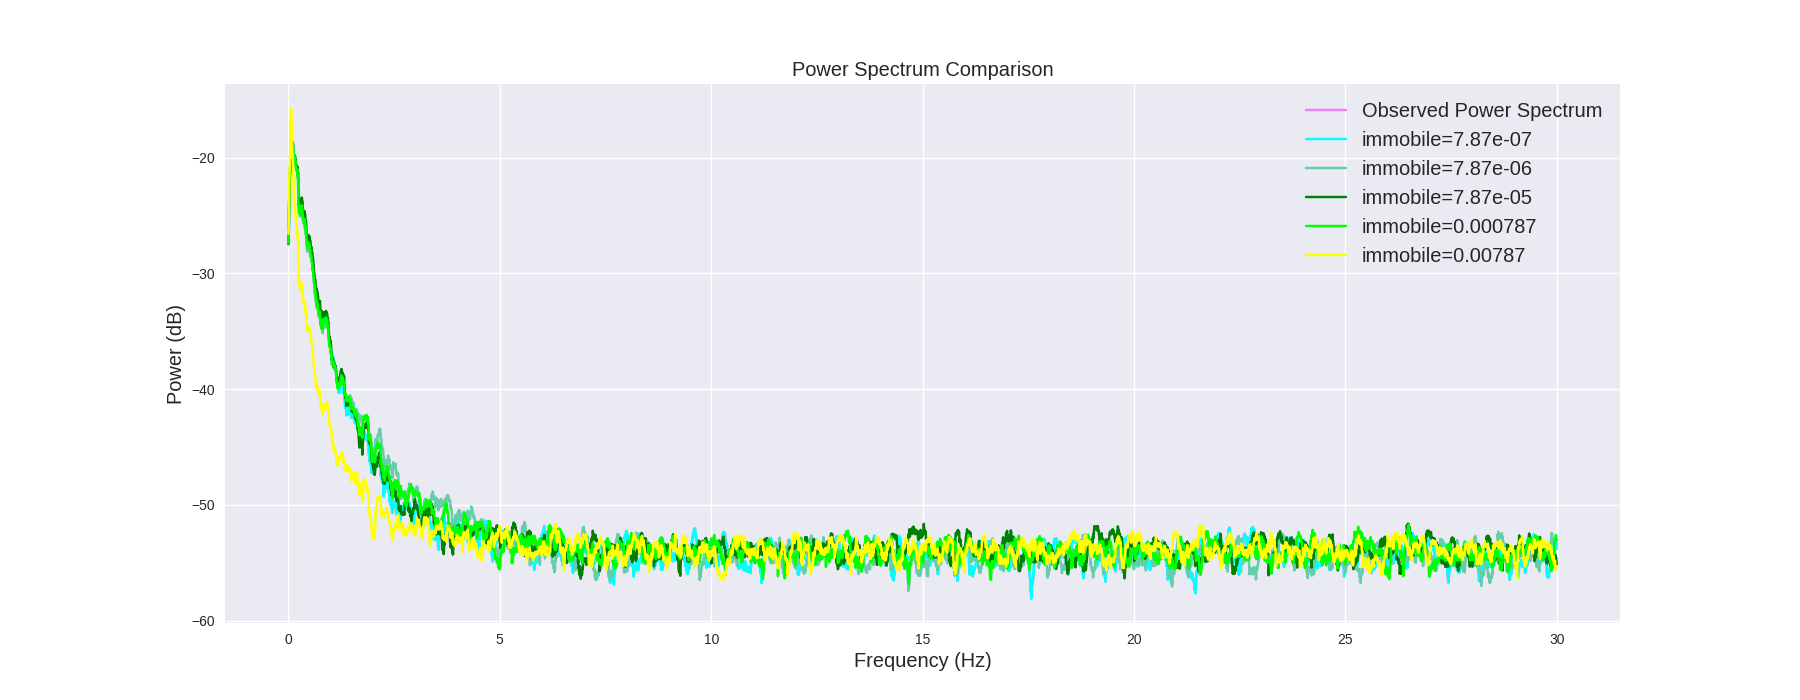 Power Spectrum Comparison
Observed Power Spectrum
immobile=7.87e-07
immobile=7.87e-06
immobile=7.87e-05
immobile=0.000787
immobile=0.00787
Power (dB)
−20
−30
−40
−50
−60
0 5 10 15 20 25 30
Frequency (Hz)